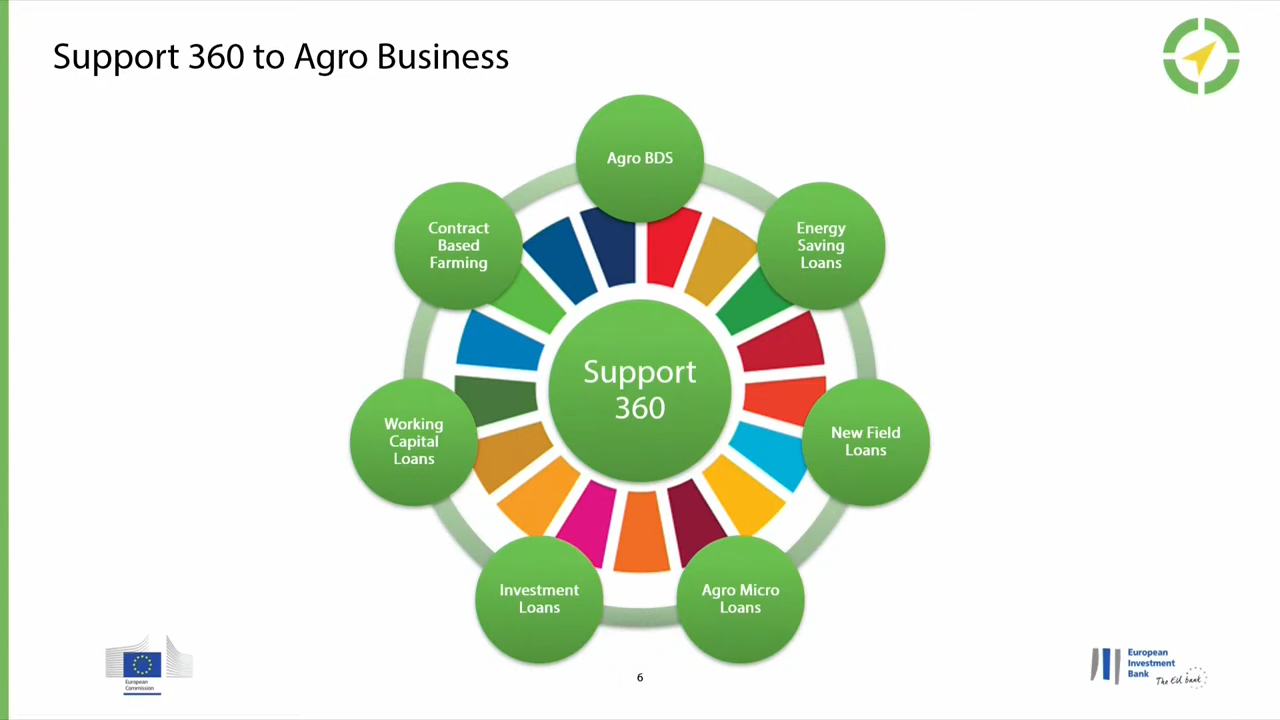 Support 360 to Agro Business
Agro BDS
Contract
Based
Farming
Energy
Saving
Loans
Support
360
Working
Capital
Loans
New Field
Loans
Investment
Loans
Agro Micro
Loans
European
Commission
6
European
Investment
Bank
The EU bank